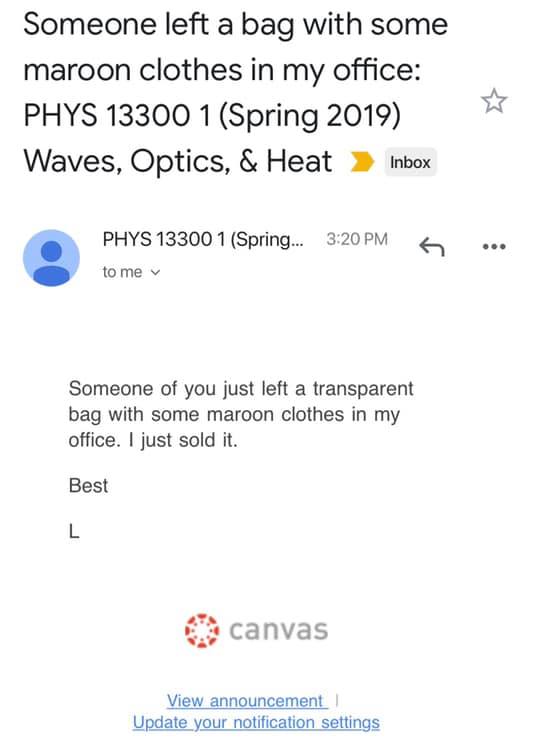 Someone left a bag with some
maroon clothes in my office:
PHYS 13300 1 (Spring 2019)
Waves, Optics, & Heat Inbox
PHYS 13300 1 (Spring... 3:20 PM
to me
Someone of you just left a transparent
bag with some maroon clothes in my
office. I just sold it.
Best
L
canvas
View announcement |
Update your notification settings